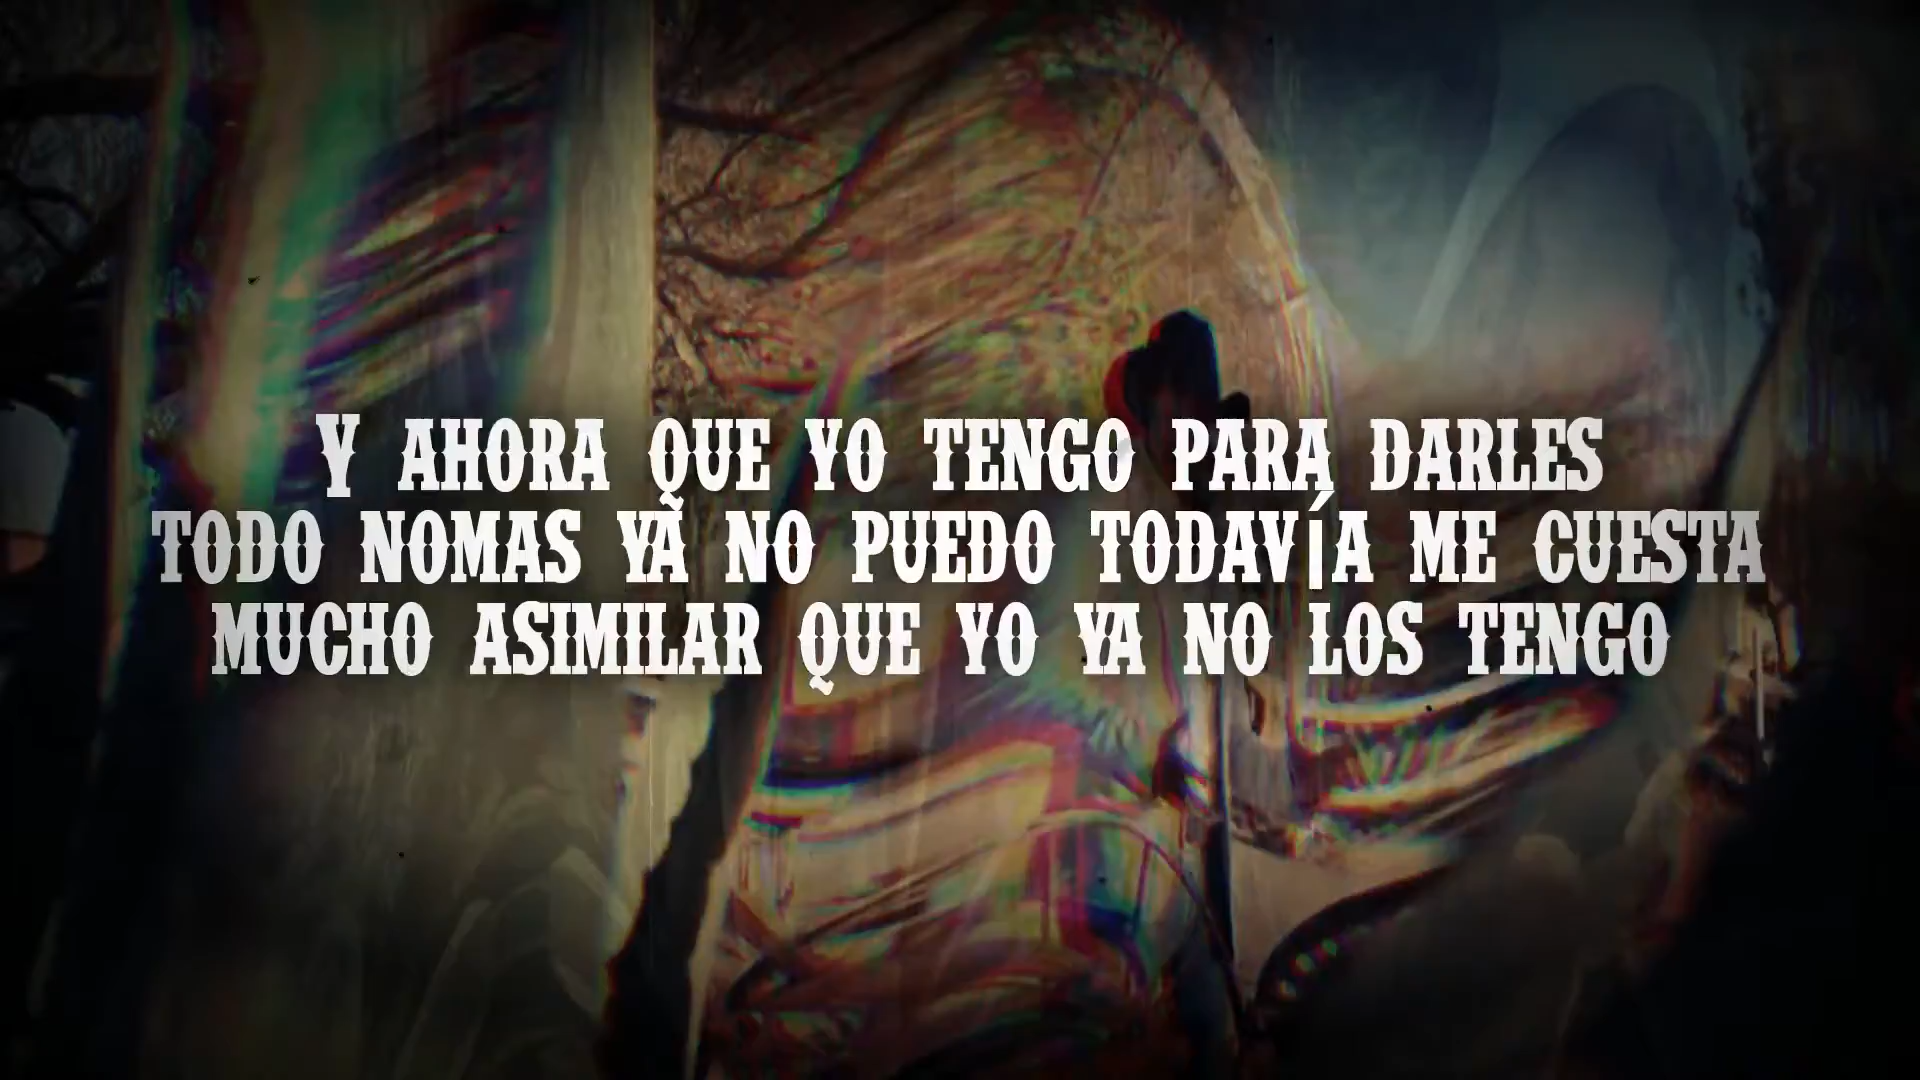 Y AHORA QUE YO TENGO PARA DARLES
TODO NOMAS YA NO PUEDO TODAVÍA ME CUESTA
MUCHO ASIMILAR QUE YO YA NO LOS TENGO